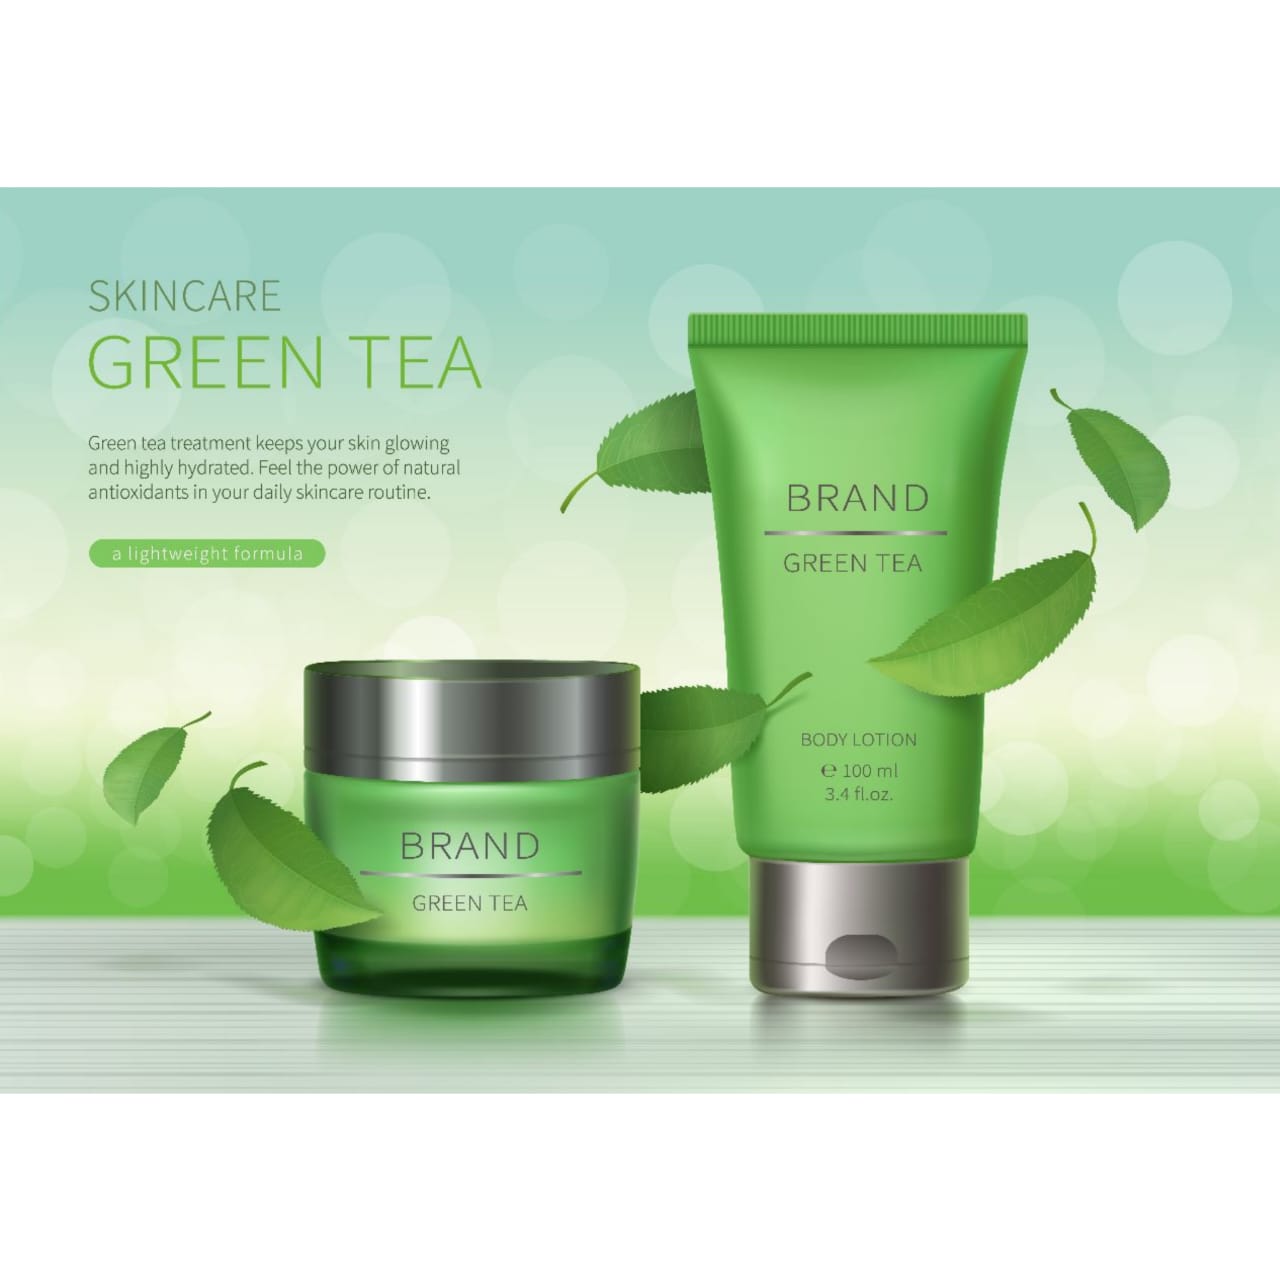 SKINCARE
GREEN TEA
Green tea treatment keeps your skin glowing
and highly hydrated. Feel the power of natural
antioxidants in your daily skincare routine.
a lightweight formula
BRAND
GREEN TEA
BODY LOTION
℮ 100 ml
3.4 fl.oz.
BRAND
GREEN TEA